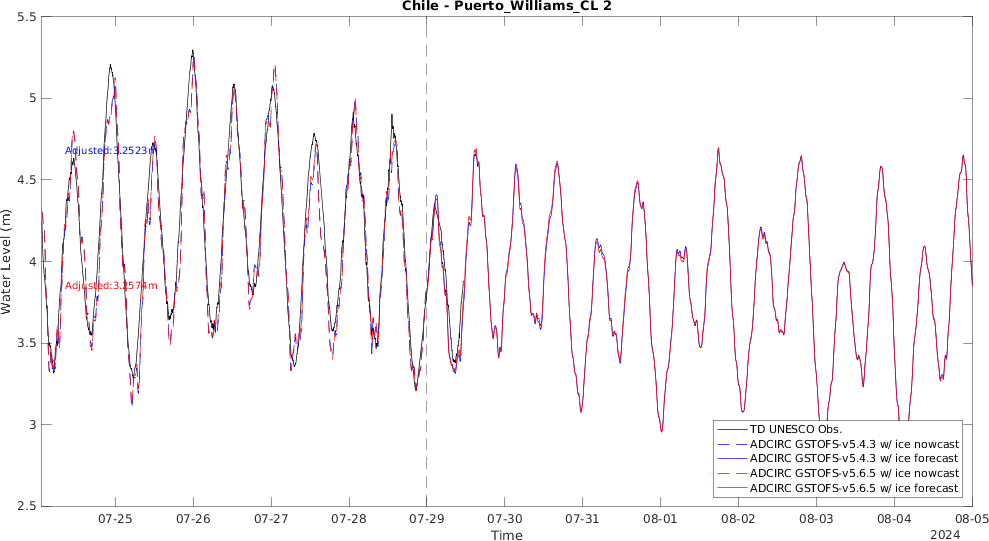 Chile - Puerto_Williams_CL 2
5.5
5
4.5
4
3.5
3
2.5
Water Level (m)
Adjusted:3.2523m
Adjusted:3.2574m
TD UNESCO Obs.
ADCIRC GSTOFS-v5.4.3 w/ ice nowcast
ADCIRC GSTOFS-v5.4.3 w/ ice forecast
ADCIRC GSTOFS-v5.6.5 w/ ice nowcast
ADCIRC GSTOFS-v5.6.5 w/ ice forecast
07-25 07-26 07-27 07-28 07-29 07-30 07-31 08-01 08-02 08-03 08-04 08-05
Time
2024